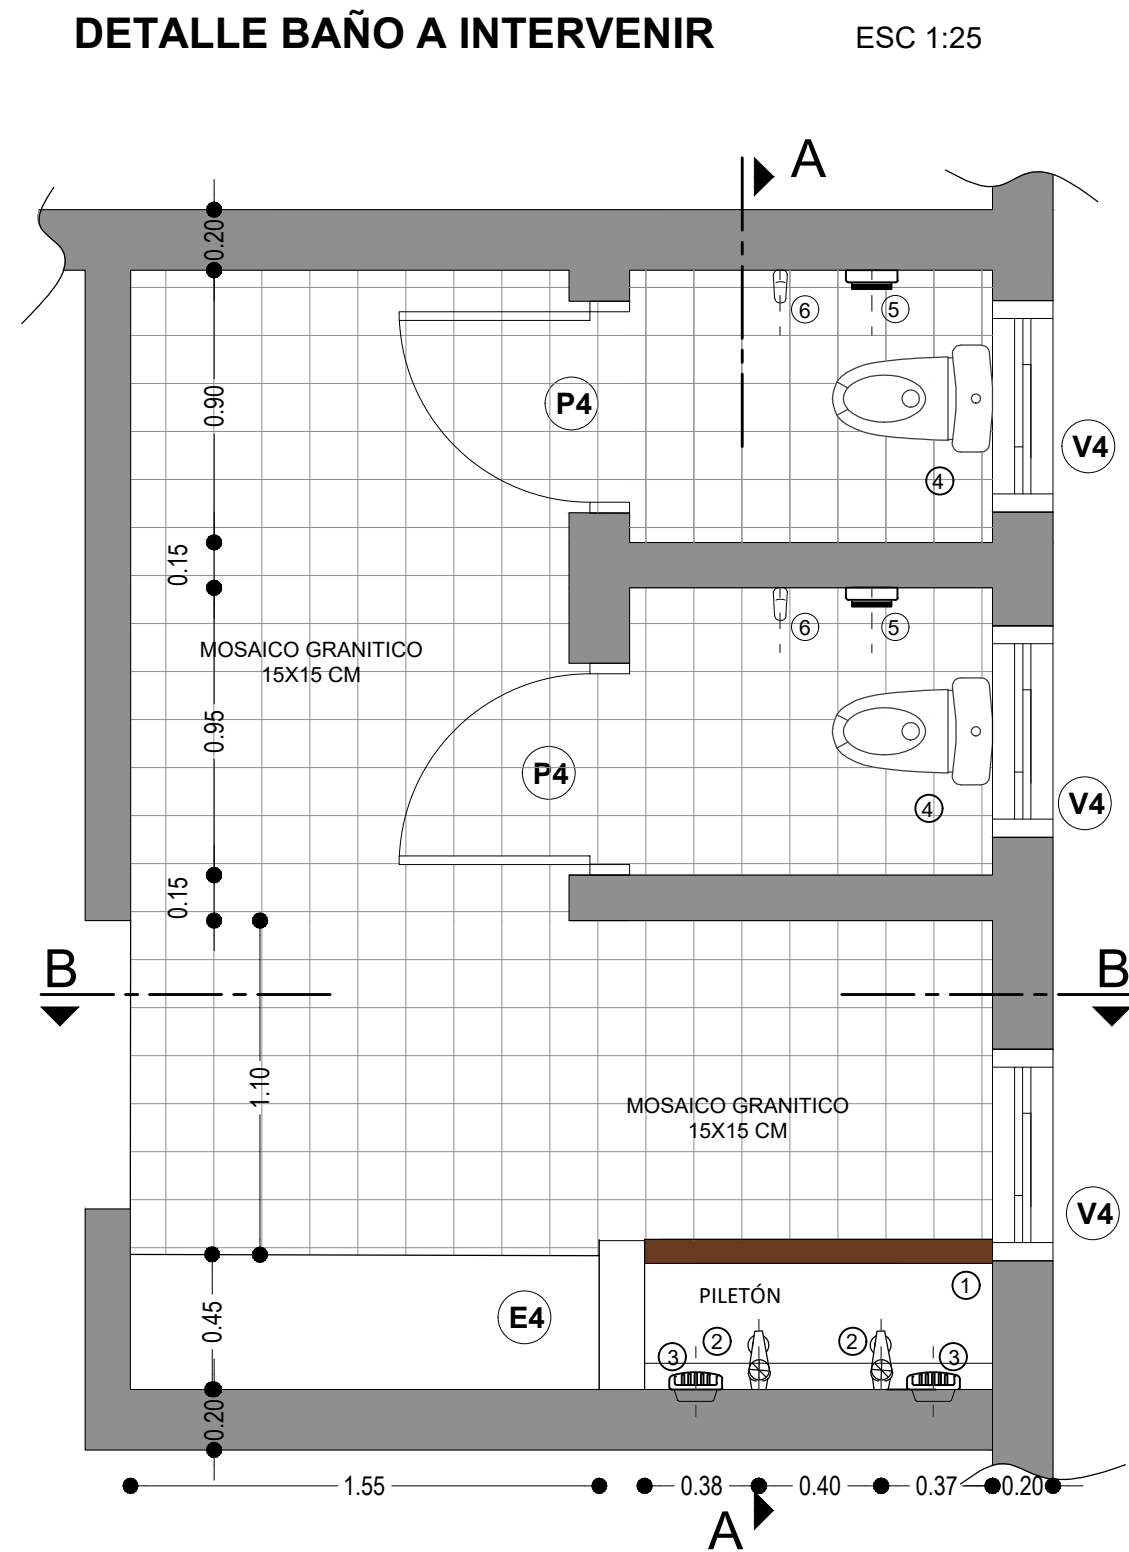 DETALLE BAÑO A INTERVENIR ESC 1:25
A
0.20
6 5
0.90
P4
V4
4
0.15
6 5
MOSAICO GRANITICO
15X15 CM
0.95
P4
V4
4
0.15
B B
1.10
MOSAICO GRANITICO
15X15 CM
V4
1
PILETÓN
E4
0.45
2 2
3 3
0.20
1.55 0.38 0.40 0.37 0.20
A